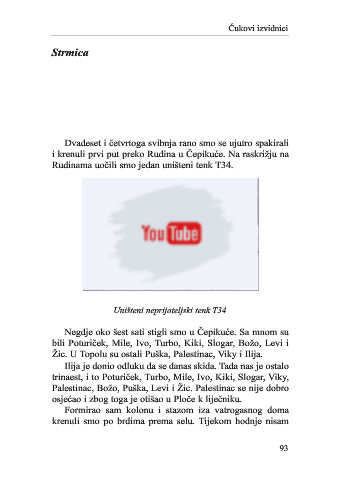 Čukovi izvidnici
Strmica
Dvadeset i četvrtoga svibnja rano smo se ujutro spakirali
i krenuli prvi put preko Rudina u Čepikuće. Na raskrižju na
Rudinama uočili smo jedan uništeni tenk T34.
YouTube
Uništeni neprijateljski tenk T34
Negdje oko šest sati stigli smo u Čepikuće. Sa mnom su
bili Poturiček, Mile, Ivo, Turbo, Kiki, Slogar, Božo, Levi i
Žic. U Topolu su ostali Puška, Palestinac, Viky i Ilija.
Ilija je donio odluku da se danas skida. Tada nas je ostalo
trinaest, i to Poturiček, Turbo, Mile, Ivo, Kiki, Slogar, Viky,
Palestinac, Božo, Puška, Levi i Žic. Palestinac se nije dobro
osjećao i zbog toga je otišao u Ploče k liječniku.
Formirao sam kolonu i stazom iza vatrogasnog doma
krenuli smo po brdima prema selu. Tijekom hodnje nisam
93